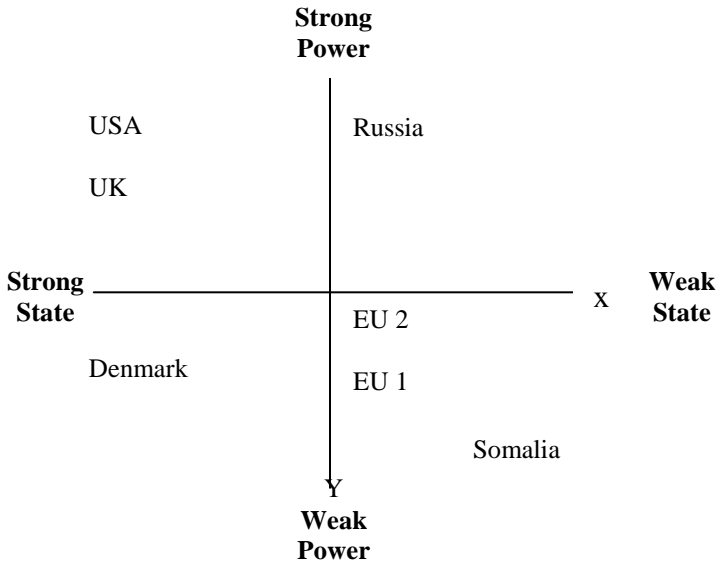 Strong
Power
USA
Russia
UK
Strong
State
x
Weak
State
EU 2
Denmark
EU 1
Somalia
Y
Weak
Power